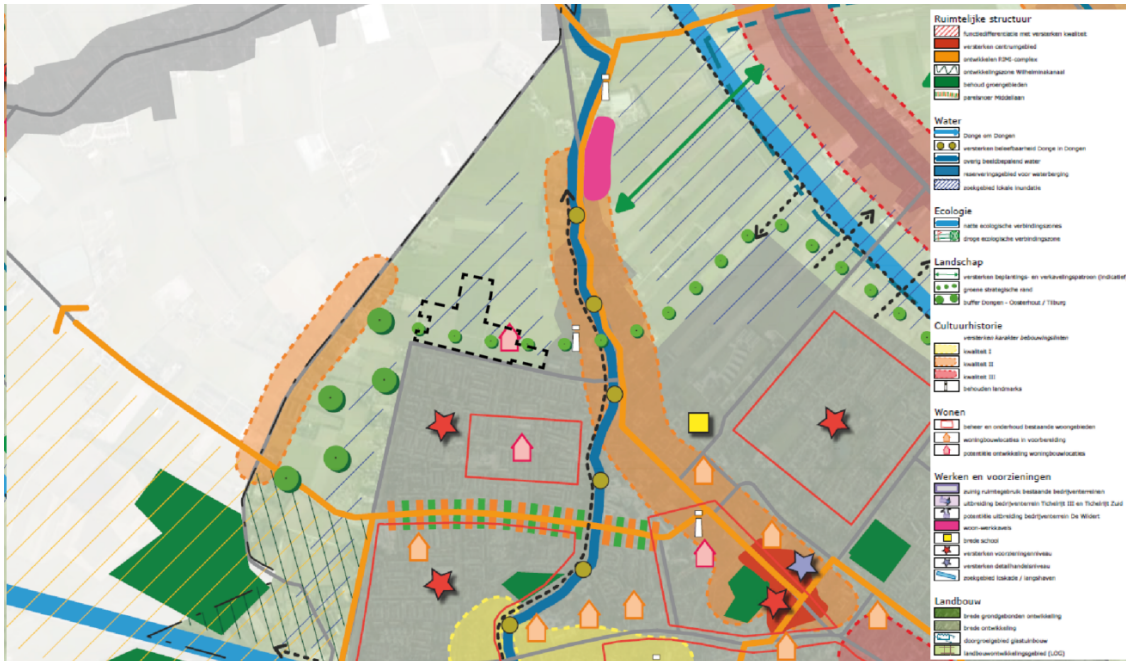 Ruimtelijke structuur
functiedifferentiatie met versterken kwaliteit
versterken centrumgebied
ontwikkelen FIMI-complex
ontwikkelingszone Wilhelminakanaal
behoud groengebieden
parelsnoer Middellaan
Water
Donge om Dongen
versterken beleefbaarheid Donge in Dongen
overig beeldbepalend water
reserveringsgebied voor waterberging
zoekgebied lokale inundatie
Ecologie
natte ecologische verbindingszones
droge ecologische verbindingszone
Landschap
versterken beplantings- en verkavelingspatroon (indicatief
groene strategische rand
buffer Dongen - Oosterhout / Tilburg
Cultuurhistorie
versterken karakter bebouwingslinten
kwaliteit I
kwaliteit II
kwaliteit III
behouden landmarks
Wonen
beheer en onderhoud bestaande woongebieden
woningbouwlocaties in voorbereiding
potentiële ontwikkeling woningbouwlocaties
Werken en voorzieningen
zuinig ruimtegebruik bestaande bedrijventerreinen
uitbreiding bedrijventerrein Tichelrijt III en Tichelrijt Zuid
potentiële uitbreiding bedrijventerrein De Wildert
woon-werkkavels
brede school
versterken voorzieningenniveau
versterken detailhandelsniveau
zoekgebied loskade / langshaven
Landbouw
brede grondgebonden ontwikkeling
brede ontwikkeling
doorgroeigebied glastuinbouw
landbouwontwikkelingsgebied (LOG)